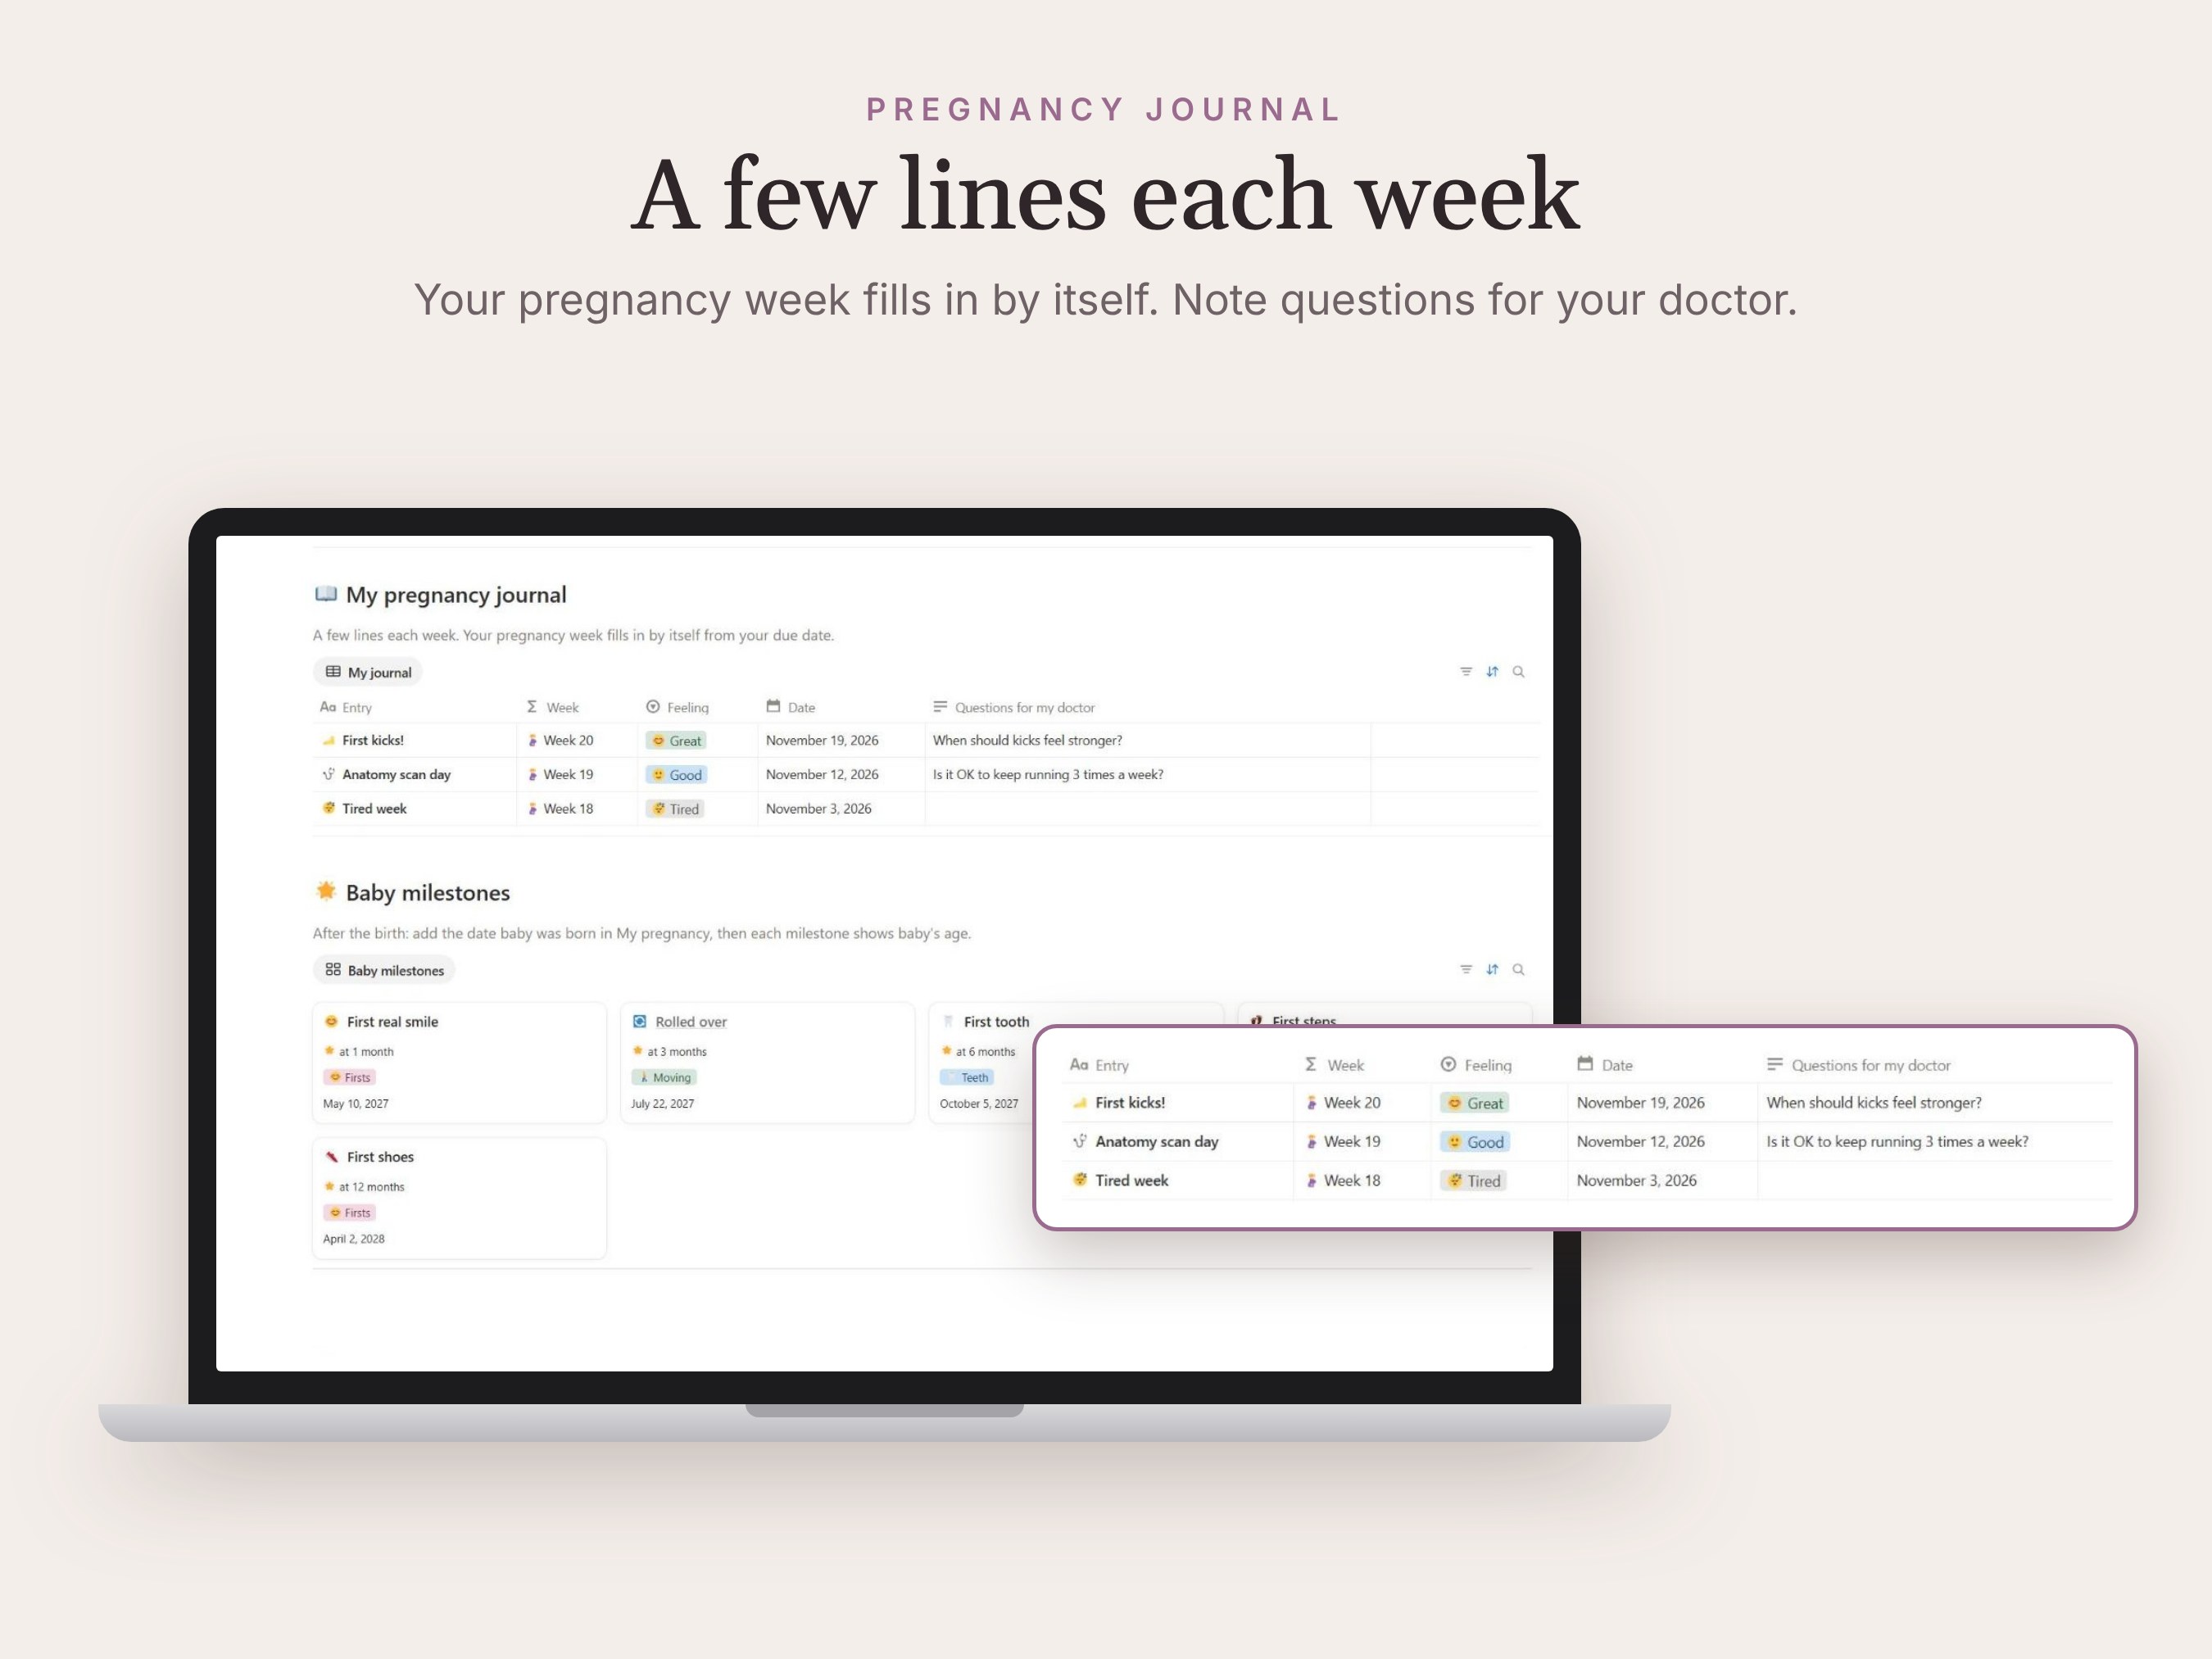 PREGNANCY JOURNAL
A few lines each week
Your pregnancy week fills in by itself. Note questions for your doctor.
My pregnancy journal
A few lines each week. Your pregnancy week fills in by itself from your due date.
My journal
Aa Entry Σ Week Feeling Date Questions for my doctor
First kicks! Week 20 Great November 19, 2026 When should kicks feel stronger?
Anatomy scan day Week 19 Good November 12, 2026 Is it OK to keep running 3 times a week?
Tired week Week 18 Tired November 3, 2026
Baby milestones
After the birth: add the date baby was born in My pregnancy, then each milestone shows baby's age.
Baby milestones
First real smile
at 1 month
Firsts
May 10, 2027
Rolled over
at 3 months
Moving
July 22, 2027
First tooth
at 6 months
Teeth
October 5, 2027
First steps
First shoes
at 12 months
Firsts
April 2, 2028
Aa Entry Σ Week Feeling Date Questions for my doctor
First kicks! Week 20 Great November 19, 2026 When should kicks feel stronger?
Anatomy scan day Week 19 Good November 12, 2026 Is it OK to keep running 3 times a week?
Tired week Week 18 Tired November 3, 2026